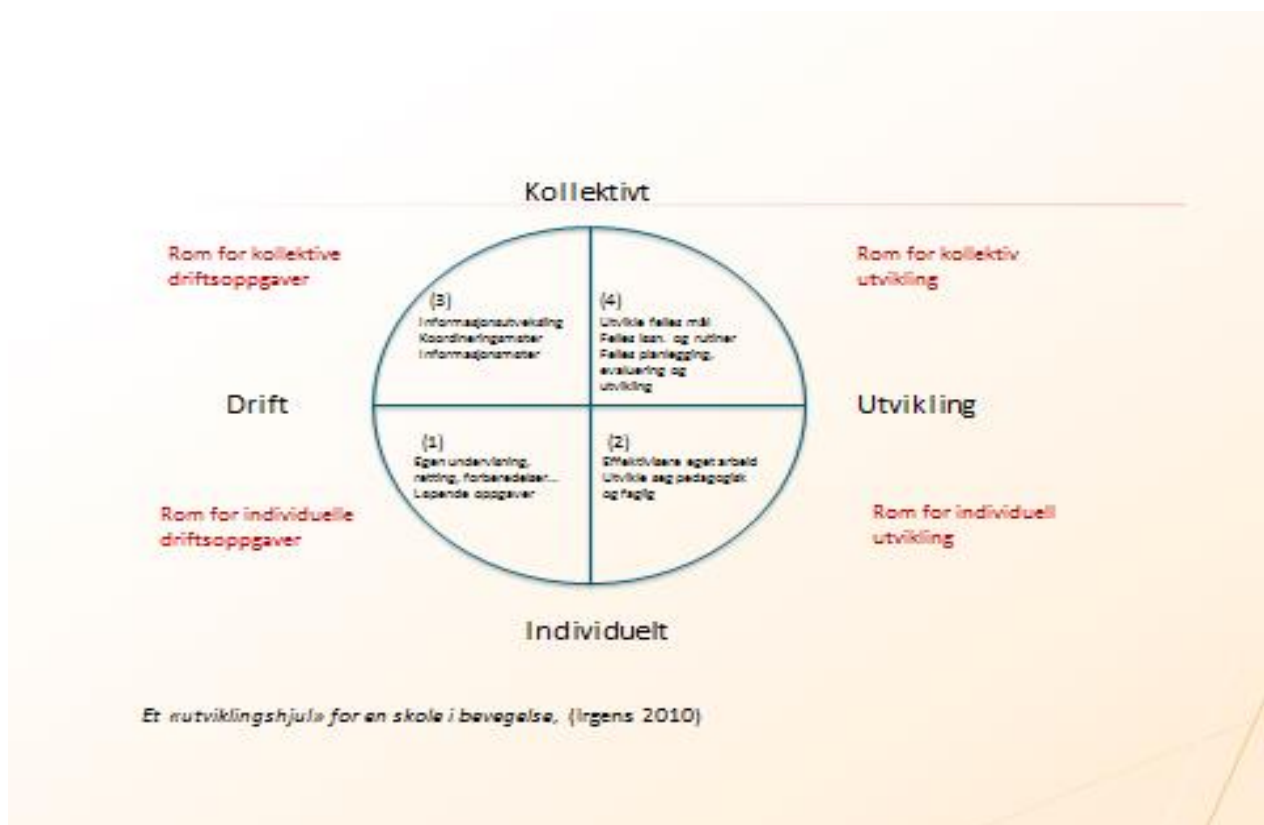 Kollektivt
Rom for kollektive
driftsoppgaver
Rom for kollektiv
utvikling
(3)
Informasjonsutveksling
Koordineringsmøter
Informasjonsmøter
(4)
Utvikle felles mål
Felles løsn. og rutiner
Felles planlegging,
evaluering og
utvikling
Drift
Utvikling
(1)
Egen undervisning,
retting, forberedelser...
Løpende oppgaver
(2)
Effektivisere eget arbeid
Utvikle seg pedagogisk
og faglig
Rom for individuelle
driftsoppgaver
Rom for individuell
utvikling
Individuelt
Et «utviklingshjul» for en skole i bevegelse, (Irgens 2010)